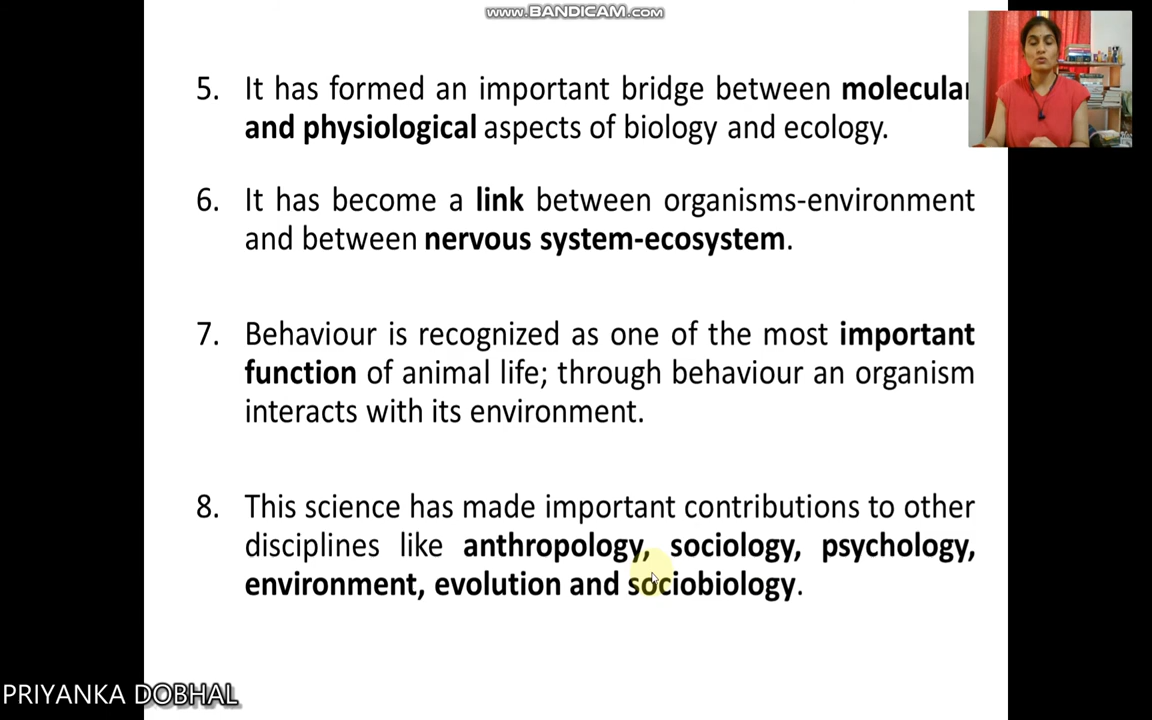 www.BANDICAM.com
5. It has formed an important bridge between molecular
and physiological aspects of biology and ecology.
6. It has become a link between organisms-environment
and between nervous system-ecosystem.
7. Behaviour is recognized as one of the most important
function of animal life; through behaviour an organism
interacts with its environment.
8. This science has made important contributions to other
disciplines like anthropology, sociology, psychology,
environment, evolution and sociobiology.
PRIYANKA DOBHAL